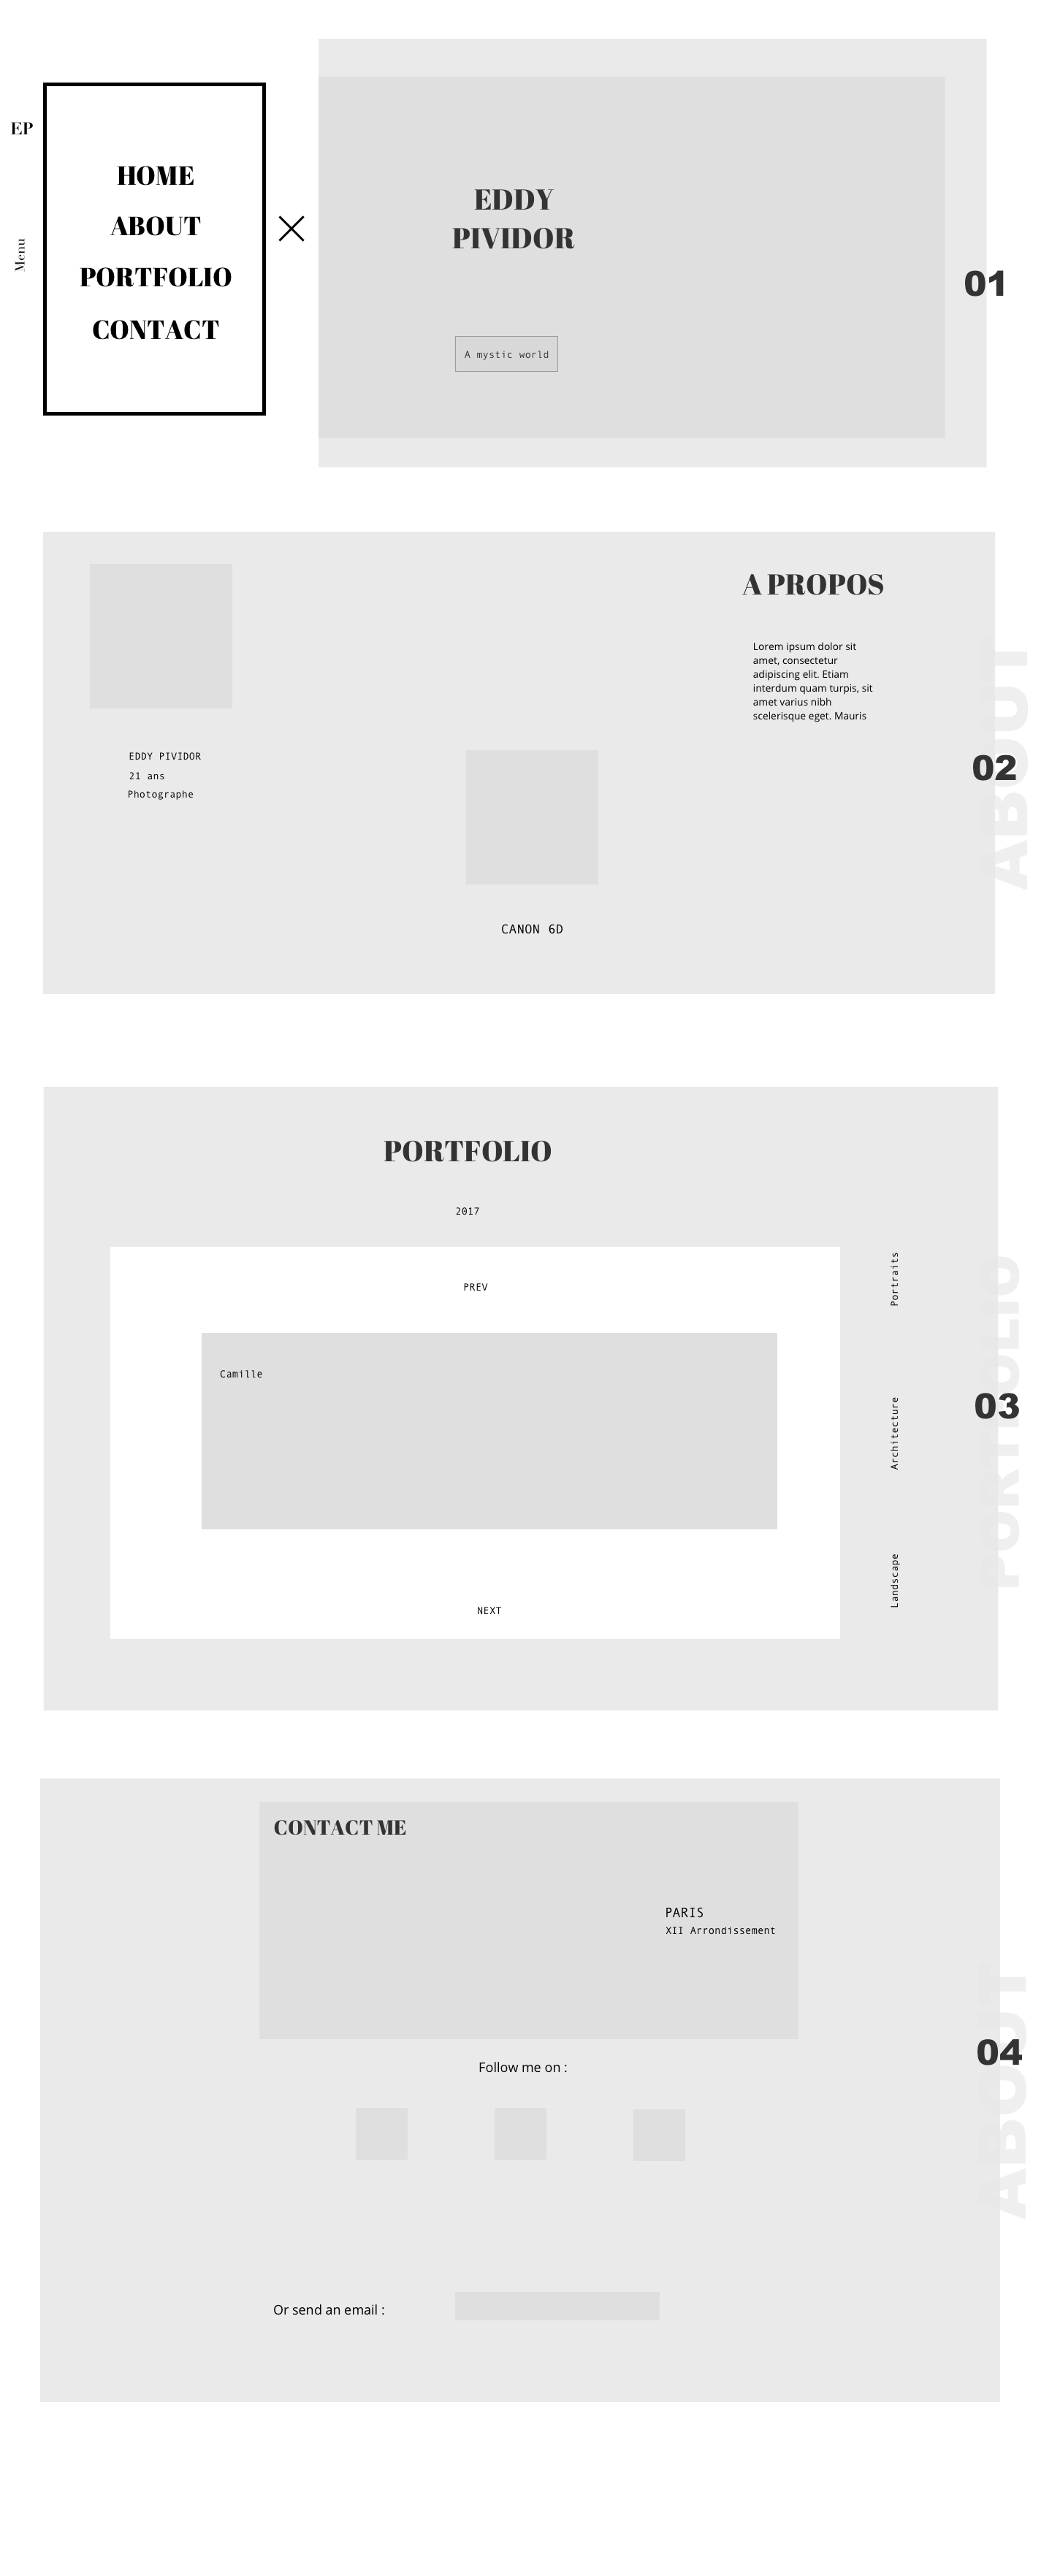 EP
Menu
HOME
ABOUT
PORTFOLIO
CONTACT
EDDY
PIVIDOR
A mystic world
01
A PROPOS
Lorem ipsum dolor sit
amet, consectetur
adipiscing elit. Etiam
interdum quam turpis, sit
amet varius nibh
scelerisque eget. Mauris
EDDY PIVIDOR
21 ans
Photographe
CANON 6D
ABOUT
02
PORTFOLIO
2017
PREV
Camille
NEXT
Portraits
Architecture
Landscape
PORTFOLIO
03
CONTACT ME
PARIS
XII Arrondissement
Follow me on :
Or send an email :
ABOUT
04